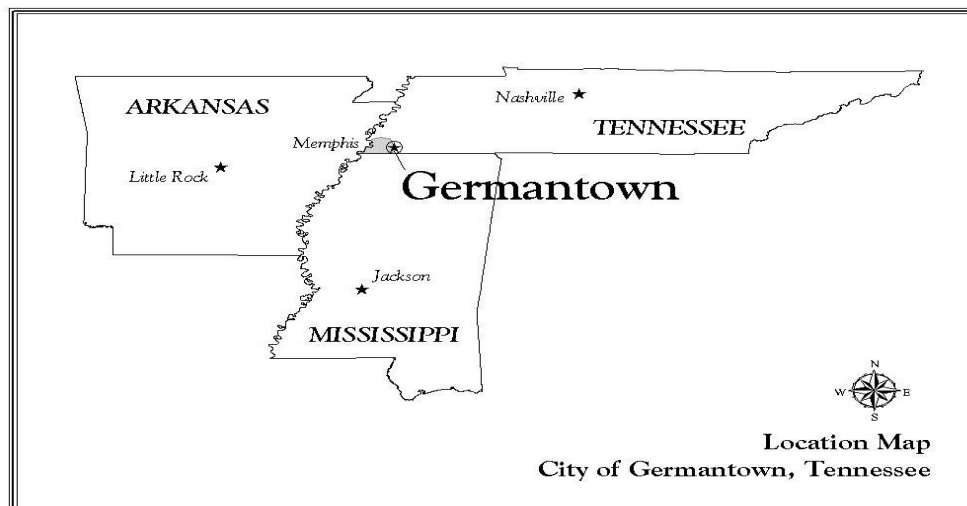 ARKANSAS
Nashville
TENNESSEE
Memphis
Little Rock
Germantown
Jackson
MISSISSIPPI
N
W E
S
Location Map
City of Germantown, Tennessee